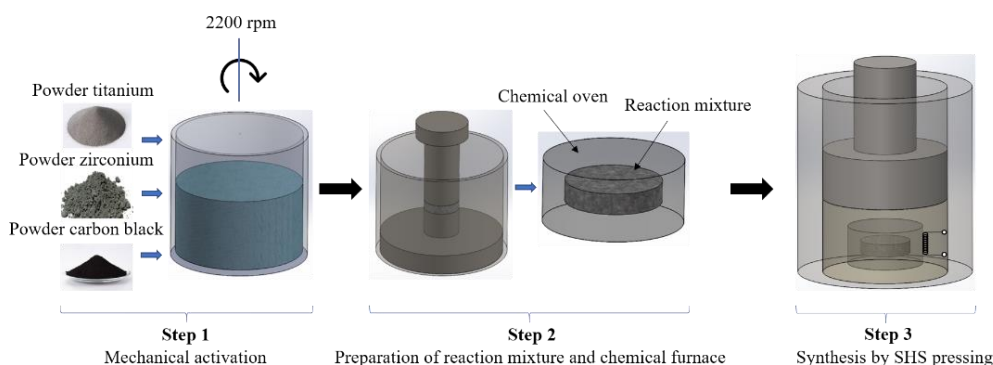 2200 rpm
Powder titanium
Powder zirconium
Powder carbon black
Step 1
Mechanical activation
Chemical oven
Reaction mixture
Step 2
Preparation of reaction mixture and chemical furnace
Step 3
Synthesis by SHS pressing